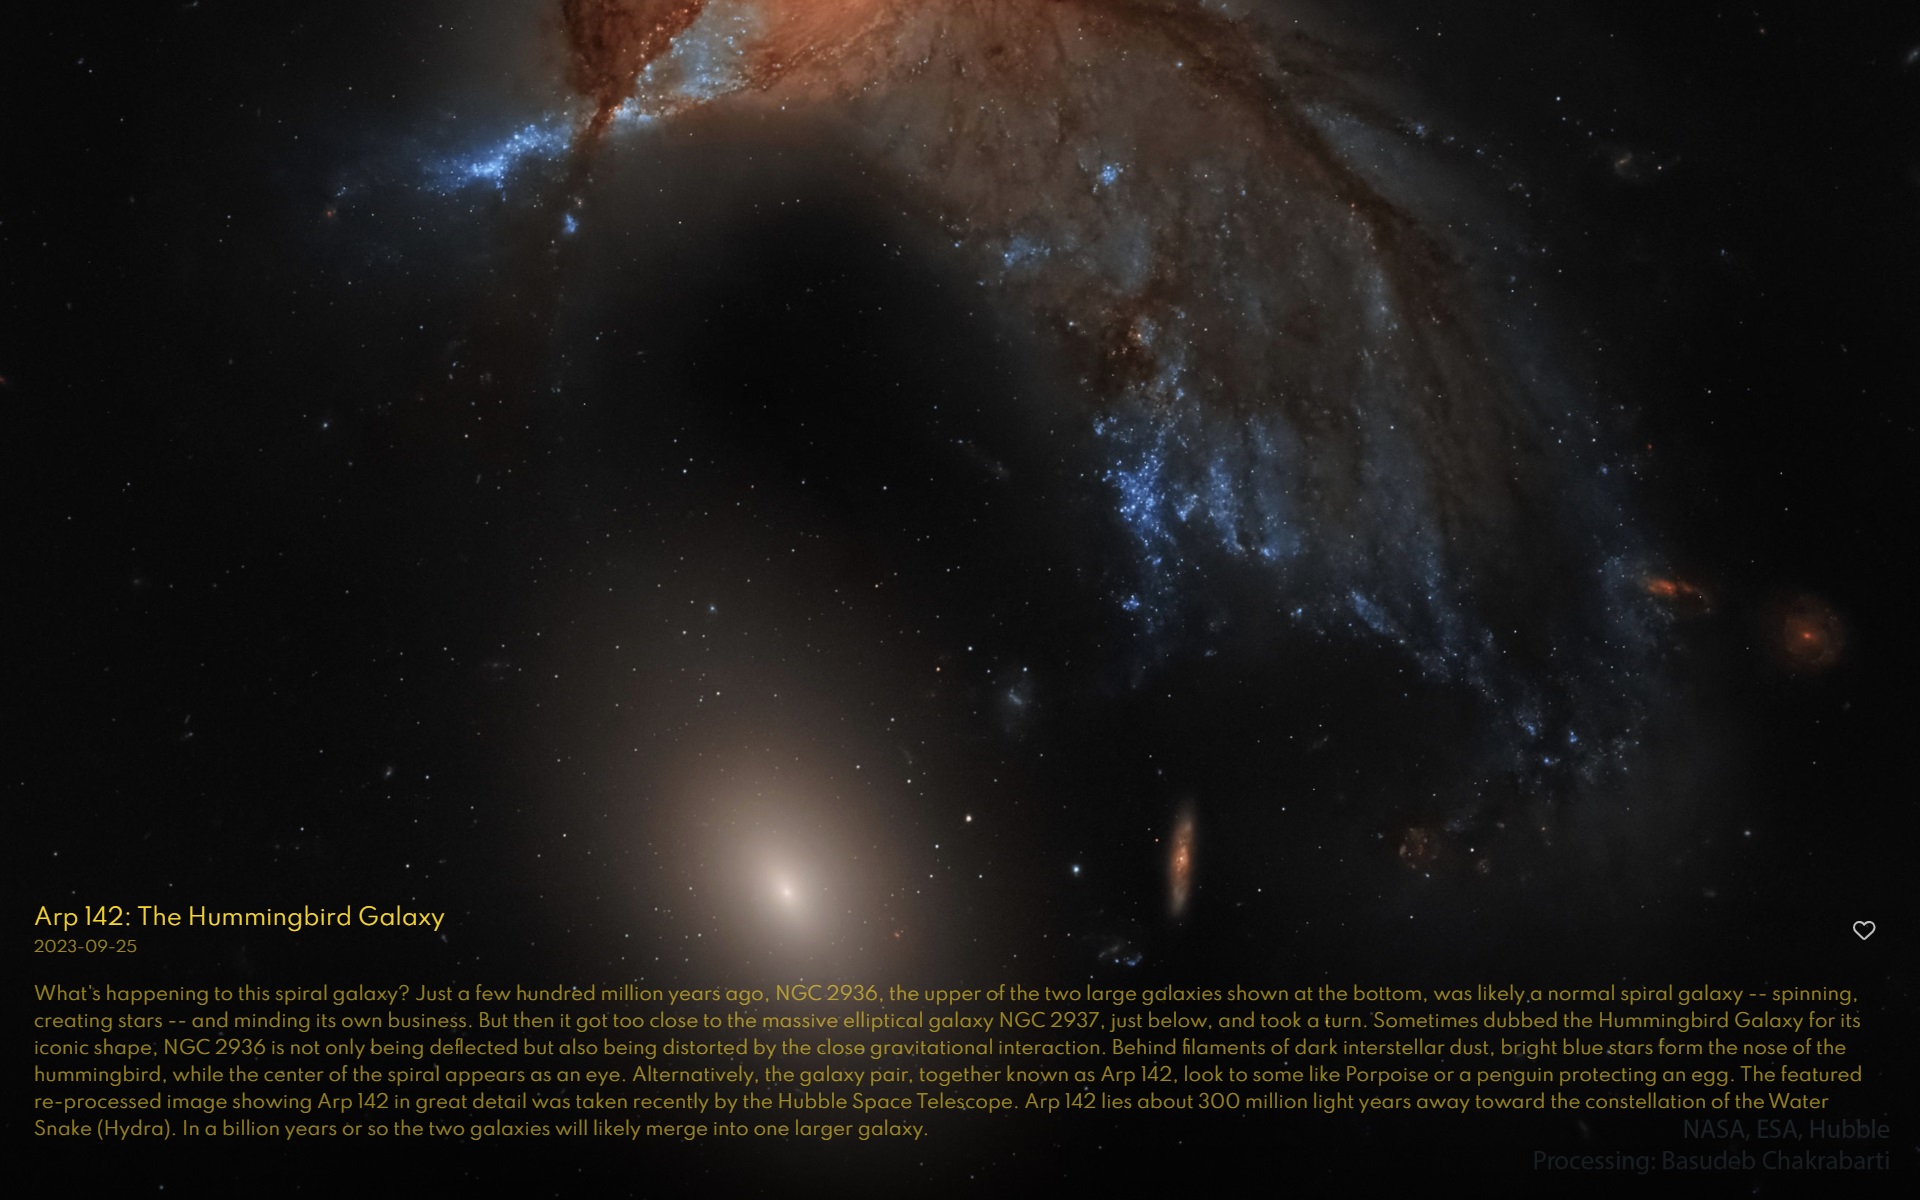 Arp 142: The Hummingbird Galaxy
2023-09-25
What's happening to this spiral galaxy? Just a few hundred million years ago, NGC 2936, the upper of the two large galaxies shown at the bottom, was likely a normal spiral galaxy -- spinning,
creating stars -- and minding its own business. But then it got too close to the massive elliptical galaxy NGC 2937, just below, and took a turn. Sometimes dubbed the Hummingbird Galaxy for its
iconic shape, NGC 2936 is not only being deflected but also being distorted by the close gravitational interaction. Behind filaments of dark interstellar dust, bright blue stars form the nose of the
hummingbird, while the center of the spiral appears as an eye. Alternatively, the galaxy pair, together known as Arp 142, look to some like Porpoise or a penguin protecting an egg. The featured
re-processed image showing Arp 142 in great detail was taken recently by the Hubble Space Telescope. Arp 142 lies about 300 million light years away toward the constellation of the Water
Snake (Hydra). In a billion years or so the two galaxies will likely merge into one larger galaxy.
NASA, ESA, Hubble
Processing: Basudeb Chakrabarti